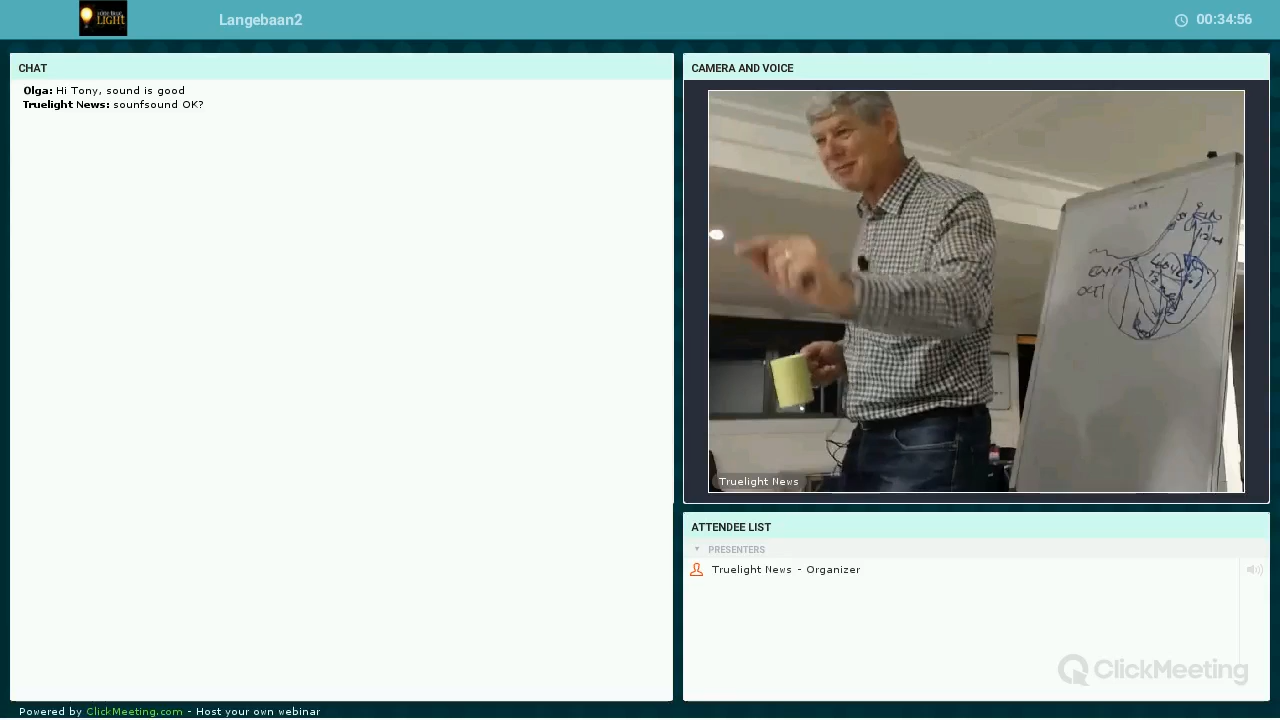 LIGHT
Langebaan2
00:34:56
CHAT
Olga: Hi Tony, sound is good
Truelight News: sounfsound OK?
CAMERA AND VOICE
Truelight News
ATTENDEE LIST
PRESENTERS
Truelight News - Organizer
ClickMeeting
Powered by ClickMeeting.com - Host your own webinar